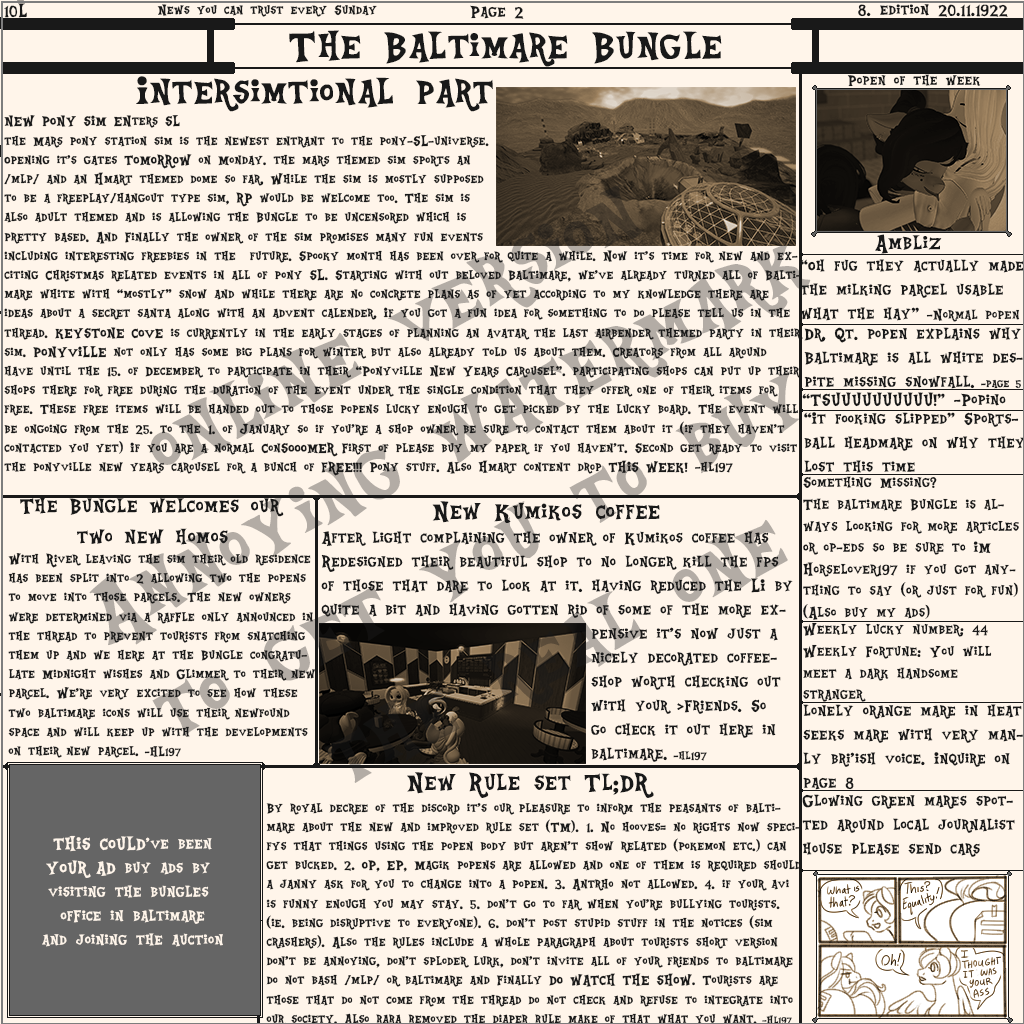 10L
News you can trust every Sunday
Page 2
8. Edition 20.11.1922
The Baltimare Bungle
Intersimtional Part
New pony sim enters SL
The Mars Pony Station sim is the newest entrant to the Pony-SL-Universe.
Opening it's gates TOMORROW on Monday. The Mars themed sim sports an
/mlp/ and an Hmart themed dome so far. While the sim is mostly supposed
to be a freeplay/hangout type sim, RP would be welcome too. The sim is
also adult themed and is allowing the Bungle to be uncensored which is
pretty based. And finally the owner of the sim promises many fun events
including interesting freebies in the future. Spooky month has been over for quite a while. Now it's time for new and ex-
citing Christmas related events in all of Pony SL. Starting with out beloved Baltimare, we've already turned all of Balti-
mare white with "mostly" snow and while there are no concrete plans as of yet according to my knowledge there are
ideas about a secret santa along with an advent calender, if you got a fun idea for something to do please tell us in the
thread. KEYSTONE COVE is currently in the early stages of planning an Avatar the Last Airbender themed party in their
sim. PONYVILLE not only has some big plans for winter but also already told us about them. Creators from all around
have until the 15. of December to participate in their "Ponyville New Years Carousel". Participating shops can put up their
shops there for free during the duration of the event under the single condition that they offer one of their items for
free. These free items will be handed out to those popens lucky enough to get picked by the lucky board. The event will
be ongoing from the 25. to the 1. of January so if you're a shop owner be sure to contact them about it (if they haven't
contacted you yet) if you are a normal CONSOOOMER first of please buy my paper if you haven't. Second get ready to visit
the Ponyville New Years Carousel for a bunch of FREE!!! pony stuff. Also Hmart content drop THIS WEEK! -HL197
The Bungle welcomes our
two new Homos
With River leaving the sim their old residence
has been split into 2 allowing two the popens
to move into those parcels. The new owners
were determined via a raffle only announced in
the thread to prevent tourists from snatching
them up and we here at the Bungle congratu-
late Midnight Wishes and Glimmer to their new
parcel. We're very excited to see how these
two Baltimare icons will use their newfound
space and will keep up with the developments
on their new parcel. -HL197
New Kumikos Coffee
After Light complaining the owner of Kumikos coffee has
redesigned their beautiful shop to no longer kill the FPS
of those that dare to look at it. Having reduced the Li by
quite a bit and having gotten rid of some of the more ex-
pensive it's now just a
nicely decorated coffee-
shop worth checking out
with your >friends. So
go check it out here in
Baltimare. -HL197
THIS COULD'VE BEEN
YOUR AD buy ads by
visiting the Bungles
office in Baltimare
and joining the auction
New Rule set TL;DR
By royal decree of the discord it's our pleasure to inform the peasants of Balti-
mare about the new and improved rule set (TM). 1. No hooves= no rights now speci-
fys that things using the popen body but aren't show related (Pokemon etc.) can
get bucked. 2. OP, EP, Magik popens are allowed and one of them is required should
a janny ask for you to change into a popen. 3. Antrho not allowed. 4. if your avi
is funny enough you may stay. 5. Don't go to far when you're bullying tourists.
(ie. being disruptive to everyone). 6. Don't post stupid stuff in the notices (sim
crashers). Also the rules include a whole paragraph about tourists short version
don't be annoying, don't sploder, lurk, don't invite all of your friends to Baltimare
do not bash /mlp/ or Baltimare and finally DO WATCH THE SHOW. Tourists are
those that do not come from the thread do not check and refuse to integrate into
our society. Also Rara removed the diaper rule make of that what you want. -HL197
Popen of the week
Ambliz
"Oh fug they actually made
the milking parcel usable
what the hay" -Normal Popen
Dr. Qt. Popen explains why
Baltimare is all white des-
pite missing snowfall. -page 5
"TSUUUUUUUUUU!" -Popino
"it fooking slipped" Sports-
ball headmare on why they
lost this time
Something missing?
The Baltimare Bungle is al-
ways looking for more articles
or op-eds so be sure to IM
HorseLover197 if you got any-
thing to say (or just for fun)
(Also buy my ads)
Weekly lucky number: 44
Weekly fortune: You will
meet a dark handsome
stranger
Lonely orange mare in heat
seeks mare with very man-
ly bri'ish voice. Inquire on
page 8
Glowing green mares spot-
ted around local journalist
house please send cars
What is
that?
This?
Equality!
Oh!
I
THOUGHT
IT WAS
YOUR
ASS
ONLINE VERSION
ANNOYING WATERMARK
TO GET YOU TO BUY